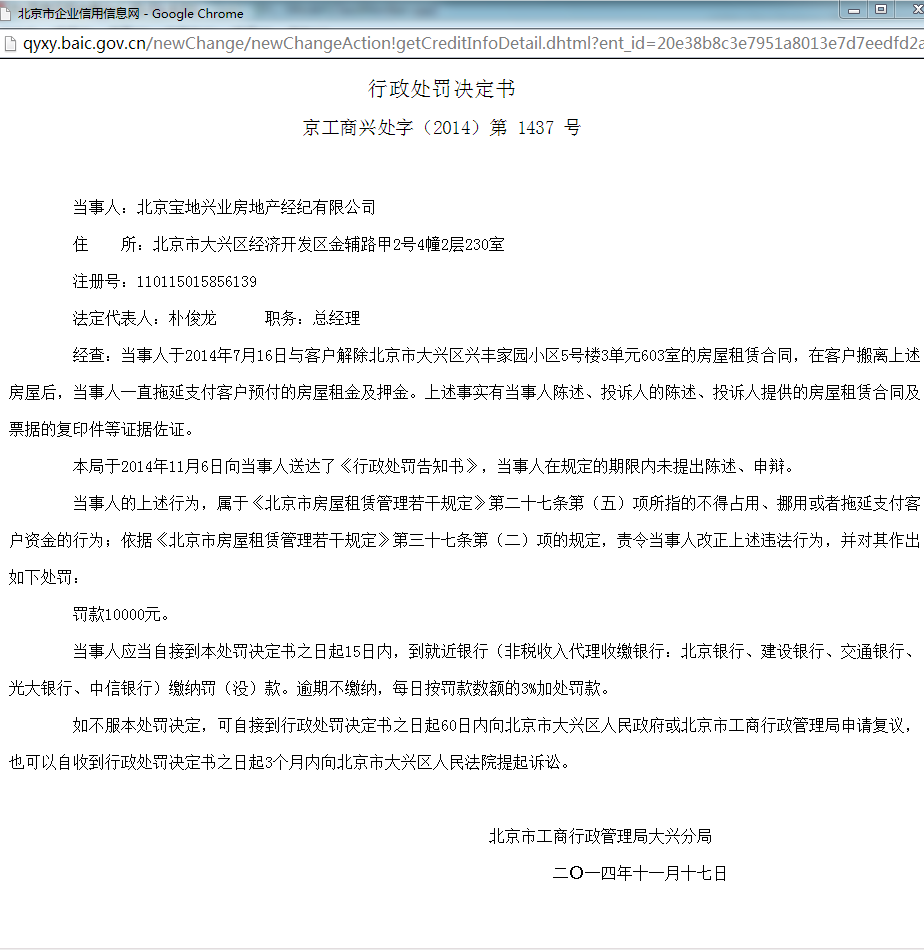 北京市企业信用信息网 - Google Chrome
qyxy.baic.gov.cn/newChange/newChangeAction!getCreditInfoDetail.dhtml?ent_id=20e38b8c3e7951a8013e7d7eedfd2a
行政处罚决定书
京工商兴处字（2014）第 1437 号
当事人：北京宝地兴业房地产经纪有限公司
住　　所：北京市大兴区经济开发区金辅路甲2号4幢2层230室
注册号：110115015856139
法定代表人：朴俊龙　　　职务：总经理
经查：当事人于2014年7月16日与客户解除北京市大兴区兴丰家园小区5号楼3单元603室的房屋租赁合同，在客户搬离上述
房屋后，当事人一直拖延支付客户预付的房屋租金及押金。上述事实有当事人陈述、投诉人的陈述、投诉人提供的房屋租赁合同及
票据的复印件等证据佐证。
本局于2014年11月6日向当事人送达了《行政处罚告知书》，当事人在规定的期限内未提出陈述、申辩。
当事人的上述行为，属于《北京市房屋租赁管理若干规定》第二十七条第（五）项所指的不得占用、挪用或者拖延支付客
户资金的行为；依据《北京市房屋租赁管理若干规定》第三十七条第（二）项的规定，责令当事人改正上述违法行为，并对其作出
如下处罚：
罚款10000元。
当事人应当自接到本处罚决定书之日起15日内，到就近银行（非税收入代理收缴银行：北京银行、建设银行、交通银行、
光大银行、中信银行）缴纳罚（没）款。逾期不缴纳，每日按罚款数额的3%加处罚款。
如不服本处罚决定，可自接到行政处罚决定书之日起60日内向北京市大兴区人民政府或北京市工商行政管理局申请复议，
也可以自收到行政处罚决定书之日起3个月内向北京市大兴区人民法院提起诉讼。
北京市工商行政管理局大兴分局
二〇一四年十一月十七日